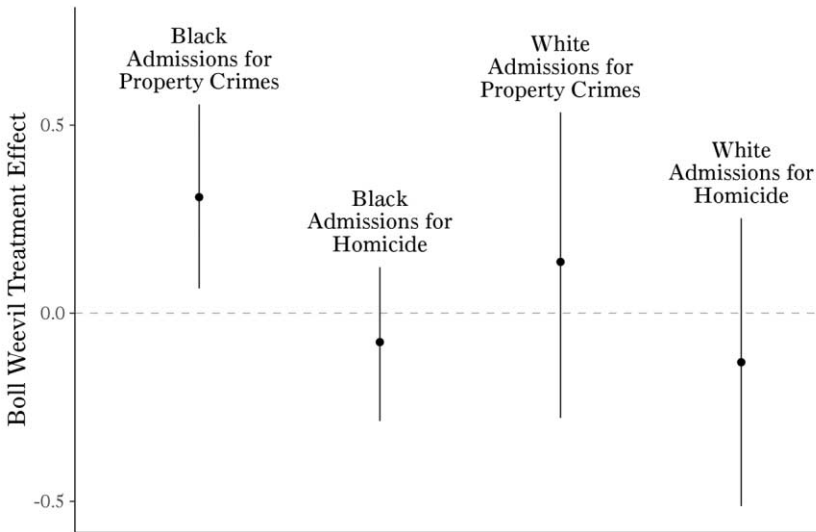 Black
Admissions for
Property Crimes
White
Admissions for
Property Crimes
White
Admissions for
Homicide
Black
Admissions for
Homicide
Boll Weevil Treatment Effect
0.5
0.0
-0.5